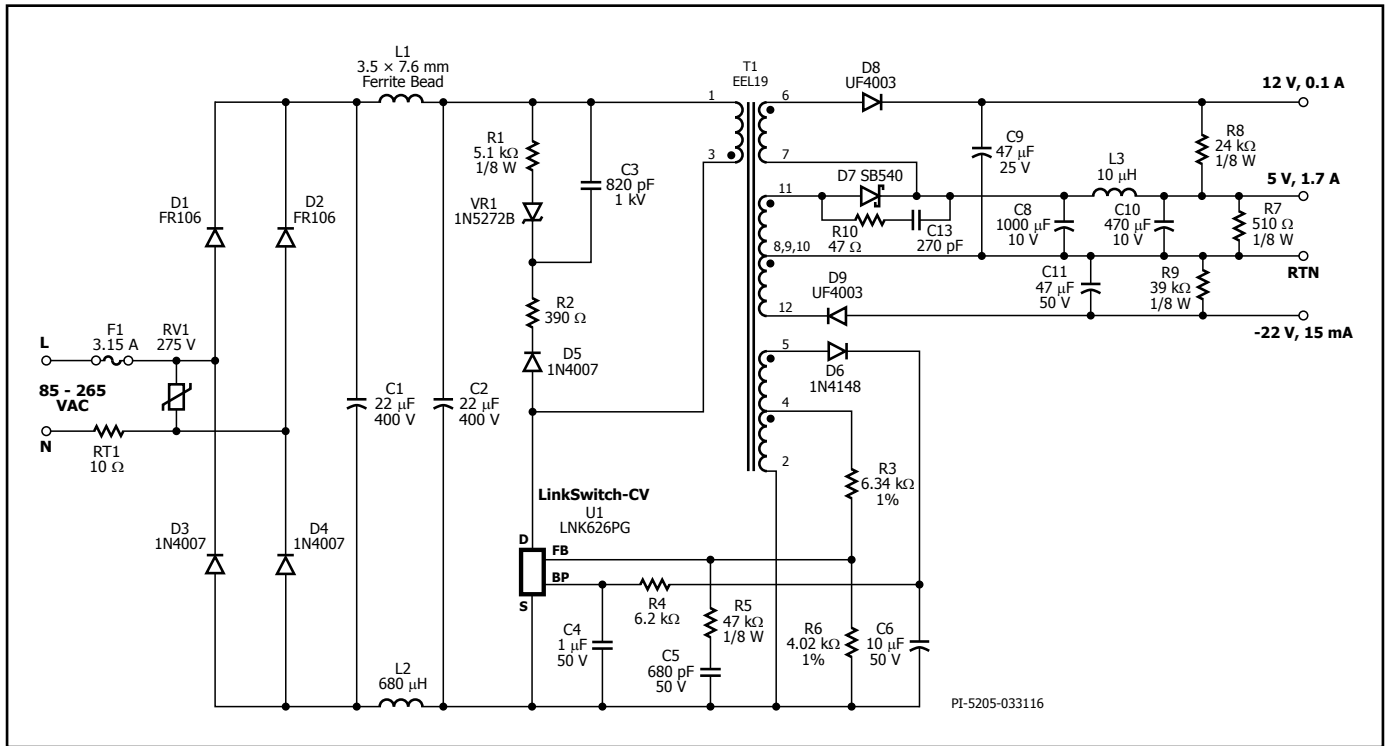 L1
3.5 × 7.6 mm
Ferrite Bead
T1
EEL19
D8
UF4003
12 V, 0.1 A
1
3
6
7
R1
5.1 kΩ
1/8 W
C3
820 pF
1 kV
VR1
1N5272B
C9
47 μF
25 V
R8
24 kΩ
1/8 W
L3
10 μH
D7 SB540
5 V, 1.7 A
11
D1
FR106
D2
FR106
R10
47 Ω
C13
270 pF
C8
1000 μF
10 V
C10
470 μF
10 V
R7
510 Ω
1/8 W
8,9,10
RTN
R2
390 Ω
D9
UF4003
C11
47 μF
50 V
R9
39 kΩ
1/8 W
12
-22 V, 15 mA
F1
3.15 A
RV1
275 V
L
85 - 265
VAC
N
RT1
10 Ω
D5
1N4007
5
D6
1N4148
C1
22 μF
400 V
C2
22 μF
400 V
4
2
R3
6.34 kΩ
1%
LinkSwitch-CV
U1
LNK626PG
D
FB
BP
S
D3
1N4007
D4
1N4007
R4
6.2 kΩ
R5
47 kΩ
1/8 W
C4
1 μF
50 V
C5
680 pF
50 V
R6
4.02 kΩ
1%
C6
10 μF
50 V
L2
680 μH
PI-5205-033116